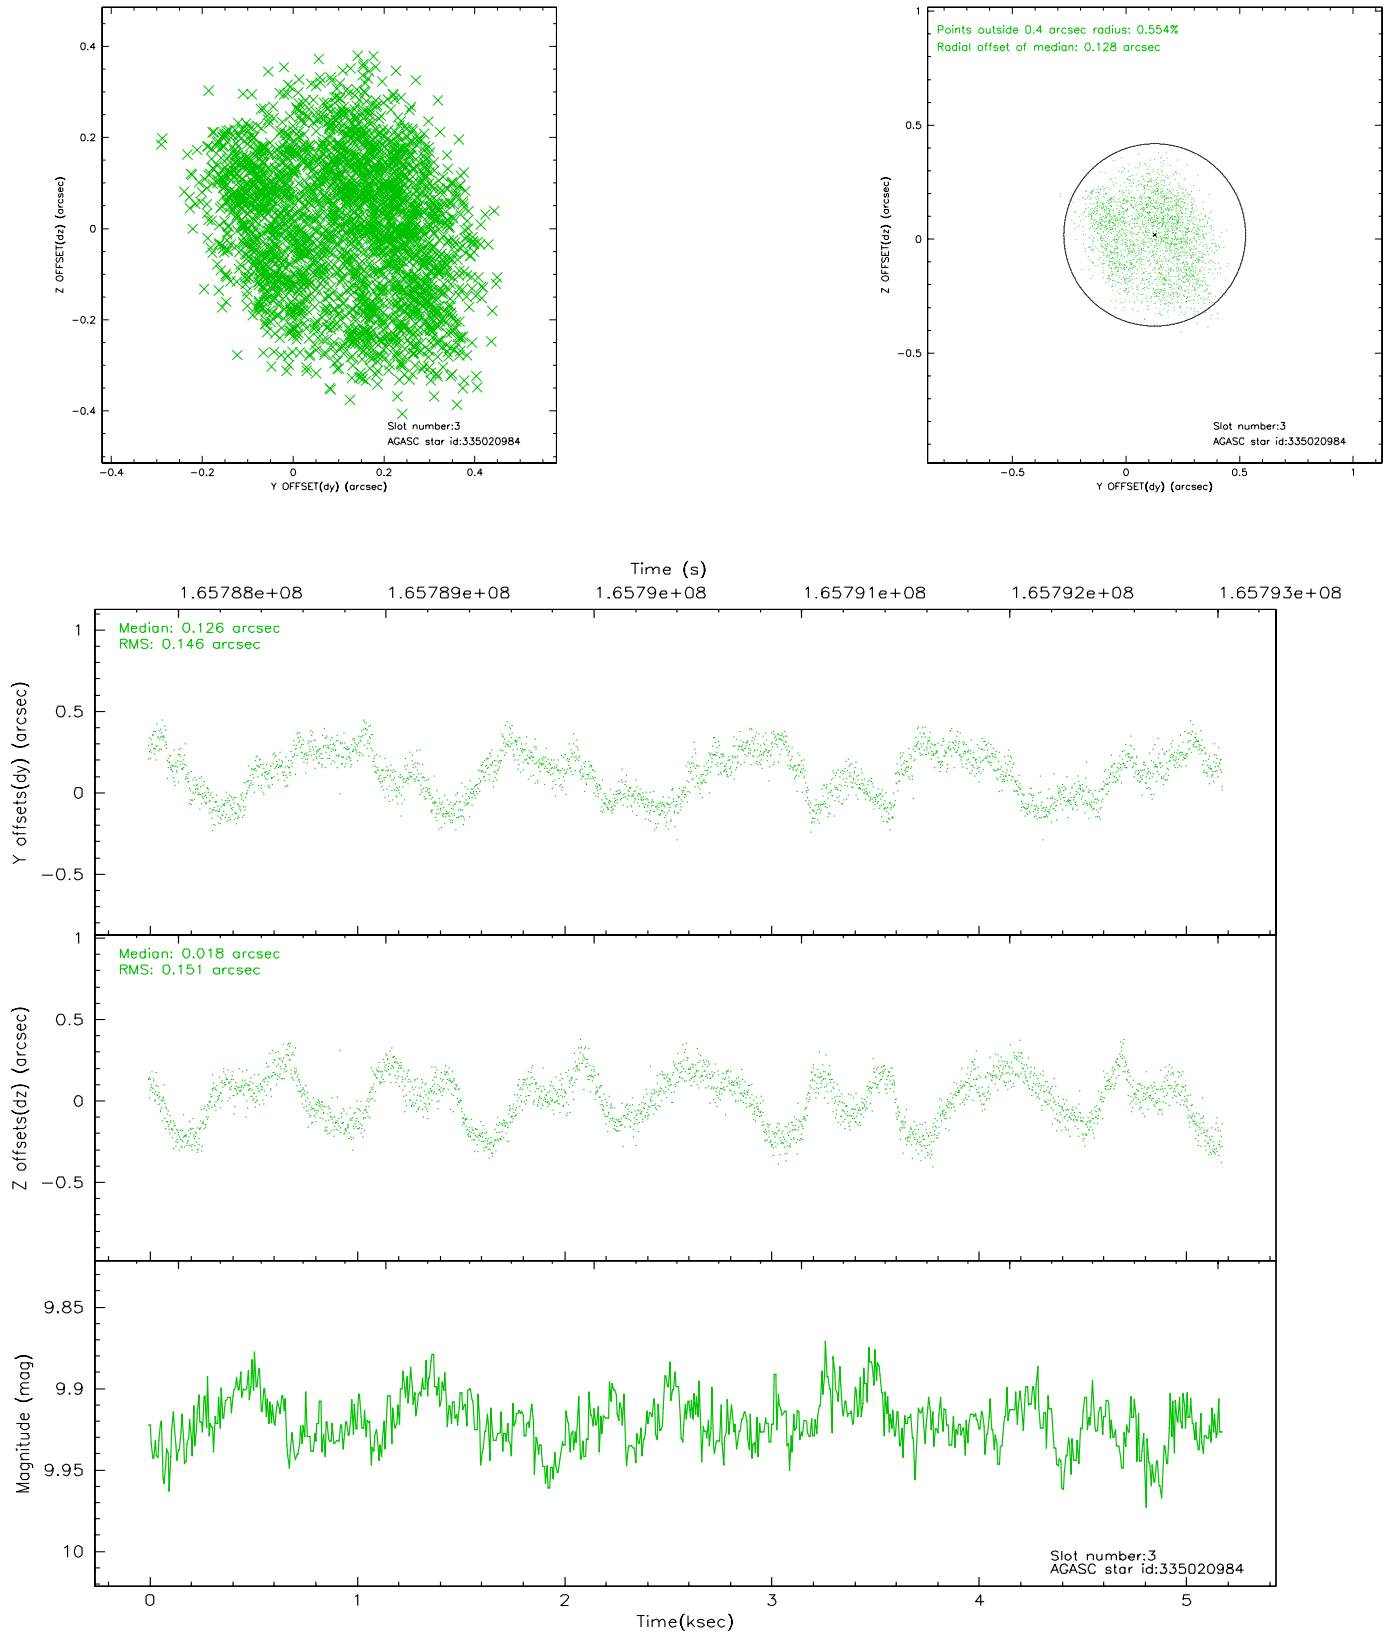 0.4
0.2
0
−0.2
−0.4
Z OFFSET(dz) (arcsec)
Slot number:3
AGASC star id:335020984
−0.4 −0.2 0 0.2 0.4
Y OFFSET(dy) (arcsec)
1
0.5
0
−0.5
Z OFFSET(dz) (arcsec)
Points outside 0.4 arcsec radius: 0.554%
Radial offset of median: 0.128 arcsec
Slot number:3
AGASC star id:335020984
−0.5 0 0.5 1
Y OFFSET(dy) (arcsec)
Time (s)
1.65788e+08 1.65789e+08 1.6579e+08 1.65791e+08 1.65792e+08 1.65793e+08
Median: 0.126 arcsec
RMS: 0.146 arcsec
1
0.5
0
−0.5
Y offsets(dy) (arcsec)
Median: 0.018 arcsec
RMS: 0.151 arcsec
1
0.5
0
−0.5
Z offsets(dz) (arcsec)
9.85
9.9
9.95
10
Magnitude (mag)
Slot number:3
AGASC star id:335020984
0 1 2 3 4 5
Time(ksec)